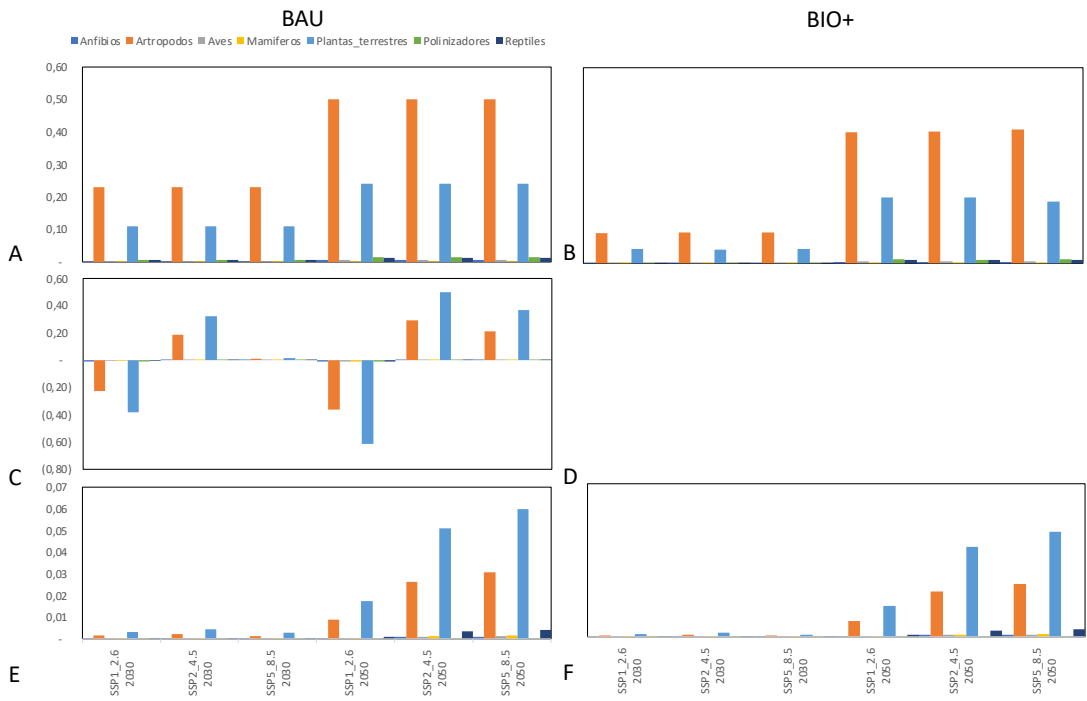 BAU
BIO+
Anfibios Artropodos Aves Mamíferos Plantas_terrestres Polinizadores Reptiles
0,60
0,50
0,40
0,30
0,20
0,10
-
A
B
0,60
0,40
0,20
-
(0,20)
(0,40)
(0,60)
(0,80)
C
D
0,07
0,06
0,05
0,04
0,03
0,02
0,01
-
E
SSP1_2.6
2030
SSP2_4.5
2030
SSP5_8.5
2030
SSP1_2.6
2050
SSP2_4.5
2050
SSP5_8.5
2050
F
SSP1_2.6
2030
SSP2_4.5
2030
SSP5_8.5
2030
SSP1_2.6
2050
SSP2_4.5
2050
SSP5_8.5
2050